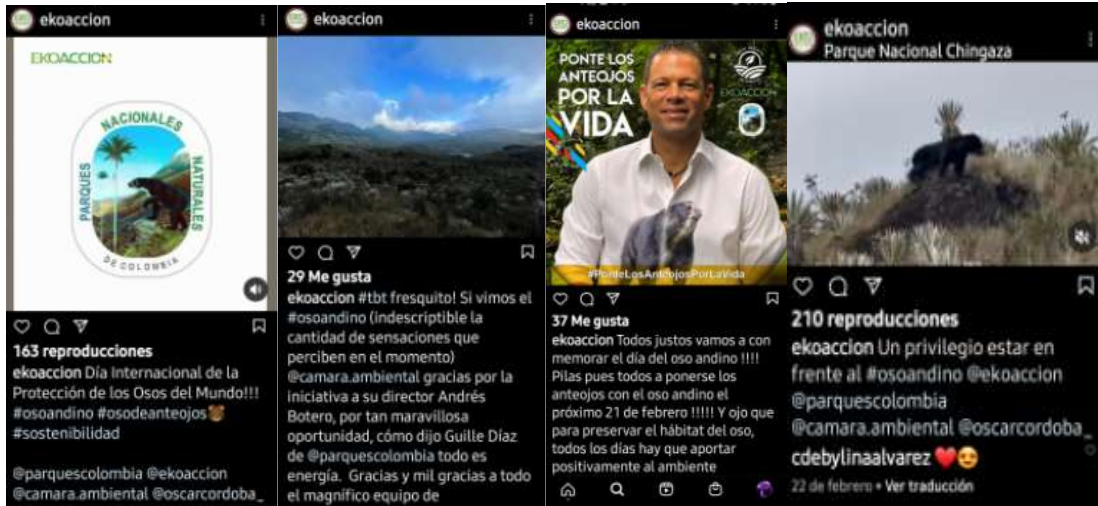 ekoaccion
EKOACCION
PARQUES
NACIONALES
NATURALES
DE COLOMBIA
163 reproducciones
ekoaccion Día Internacional de la
Protección de los Osos del Mundo!!!
#osoandino #osodeanteojos🐻
#sostenibilidad
@parquescolombia @ekoaccion
@camara.ambiental @oscarcordoba_
ekoaccion
29 Me gusta
ekoaccion #tbt fresquito! Si vimos el
#osoandino (indescriptible la
cantidad de sensaciones que
perciben en el momento)
@camara.ambiental gracias por la
iniciativa a su director Andrés
Botero, por tan maravillosa
oportunidad, cómo dijo Guille Díaz
de @parquescolombia todo es
energía. Gracias y mil gracias a todo
el magnífico equipo de
ekoaccion
PONTE LOS
ANTEOJOS
POR LA
VIDA
EKOACCION
#PonteLosAnteojosPorLaVida
37 Me gusta
ekoaccion Todos justos vamos a con
memorar el día del oso andino !!!!
Pilas pues todos a ponerse los
anteojos con el oso andino el
próximo 21 de febrero !!!!! Y ojo que
para preservar el hábitat del oso,
todos los días hay que aportar
positivamente al ambiente
ekoaccion
Parque Nacional Chingaza
210 reproducciones
ekoaccion Un privilegio estar en
frente al #osoandino @ekoaccion
@parquescolombia
@camara.ambiental @oscarcordoba_
cdebylinaalvarez ❤️😍
22 de febrero • Ver traducción